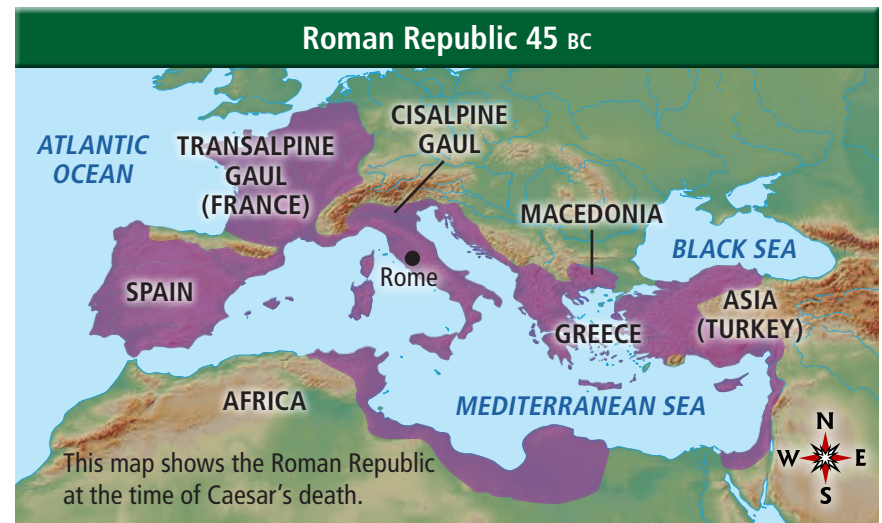 Roman Republic 45 BC
ATLANTIC
OCEAN
TRANSALPINE
GAUL
(FRANCE)
CISALPINE
GAUL
MACEDONIA
BLACK SEA
Rome
SPAIN
ASIA
(TURKEY)
GREECE
AFRICA
MEDITERRANEAN SEA
This map shows the Roman Republic
at the time of Caesar’s death.
N
W E
S